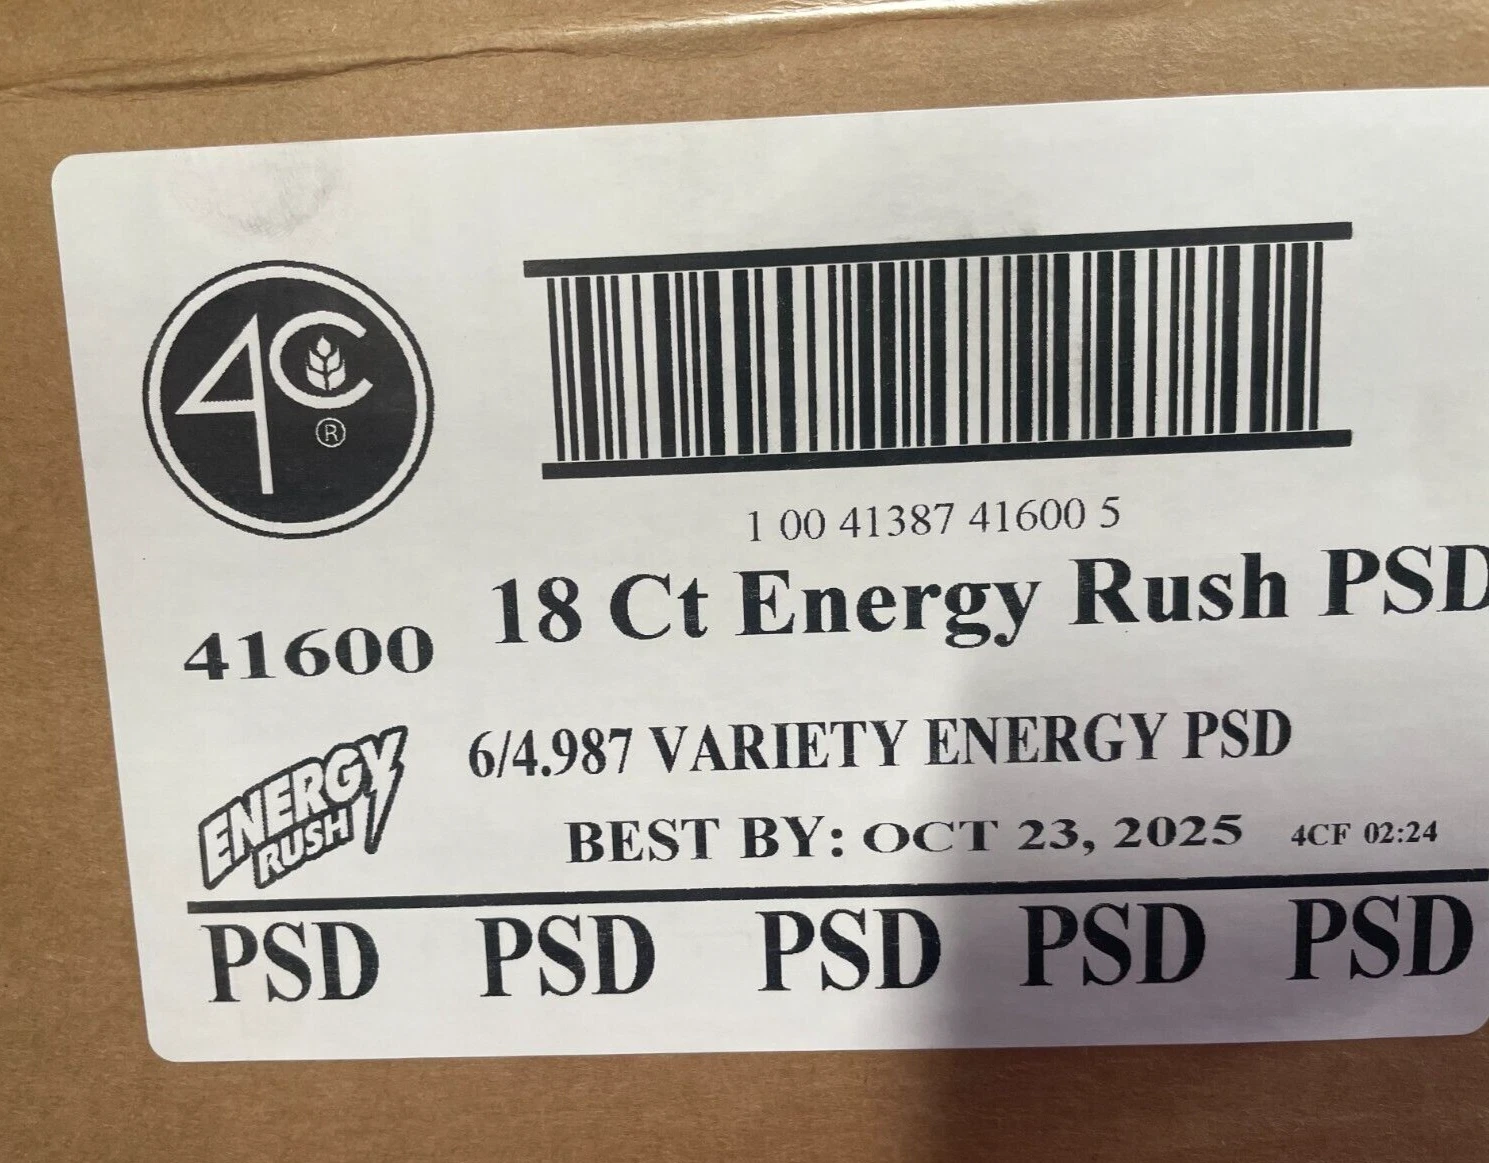 4C
®
1 00 41387 41600 5
18 Ct Energy Rush PSD
41600
6/4.987 VARIETY ENERGY PSD
ENERGY
RUSH
BEST BY: OCT 23, 2025 4CF 02:24
PSD PSD PSD PSD PSD